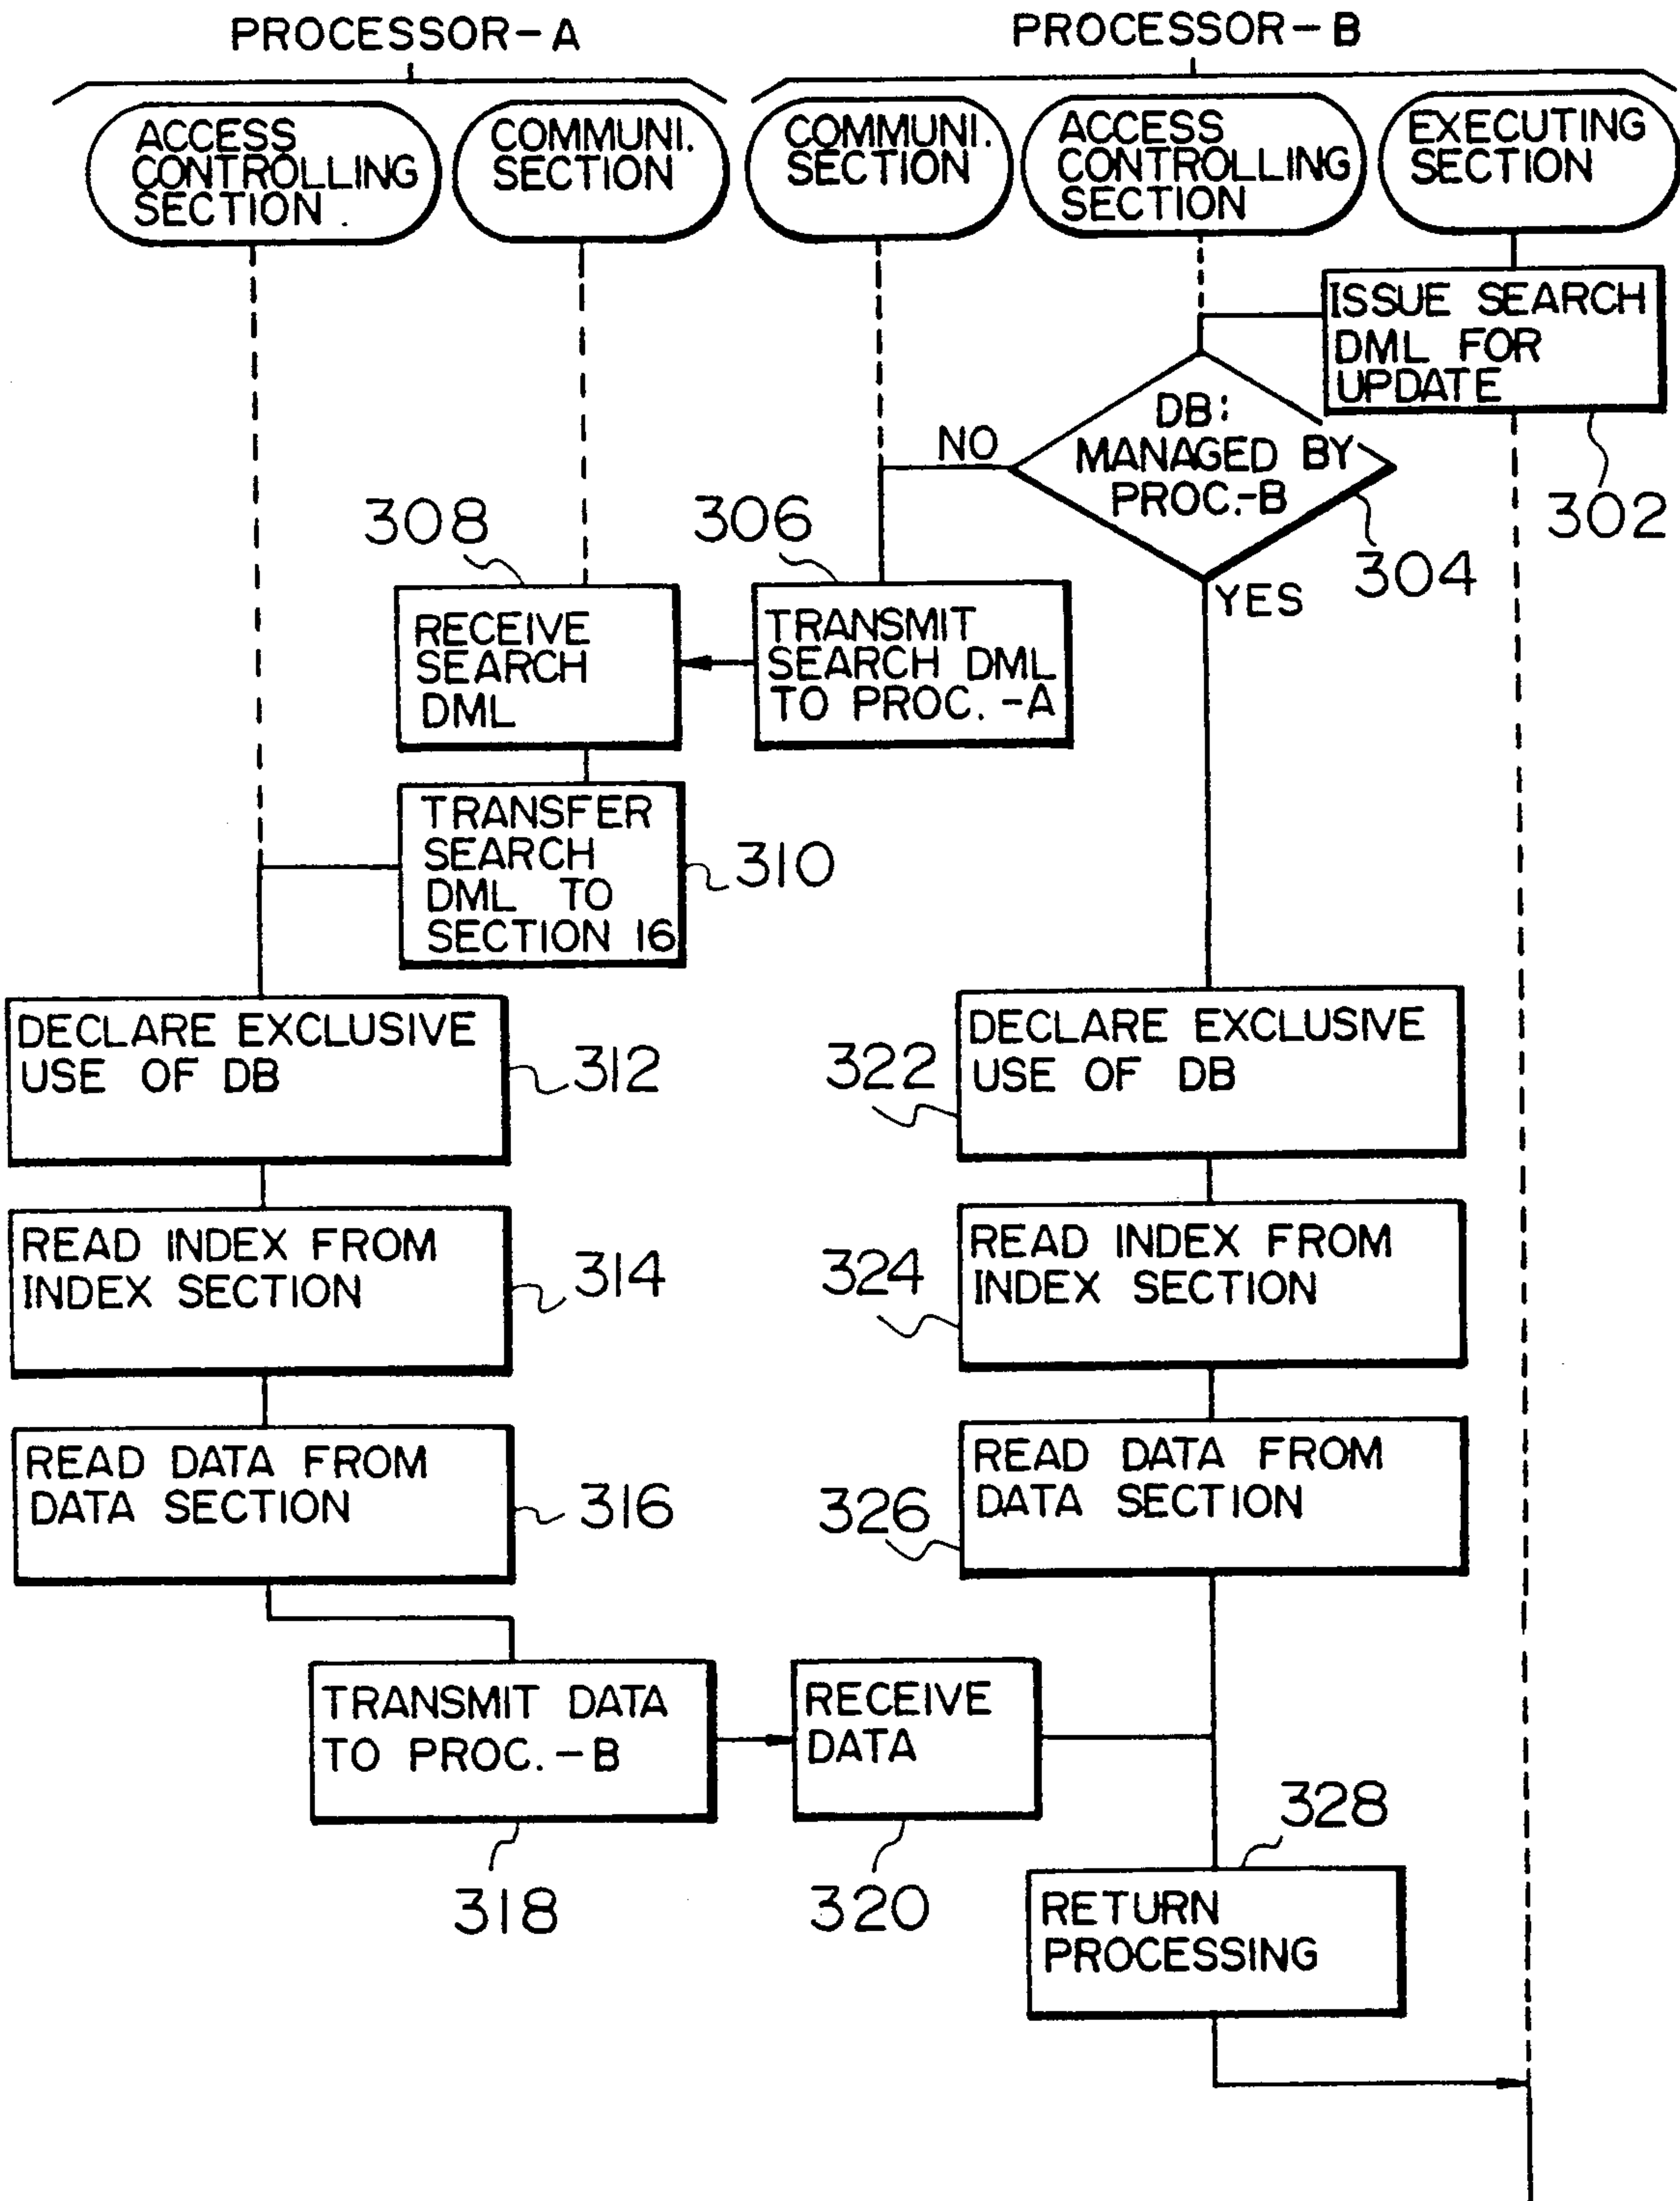 PROCESSOR-A
PROCESSOR-B
ACCESS
CONTROLLING
SECTION
COMMUNI.
SECTION
COMMUNI.
SECTION
ACCESS
CONTROLLING
SECTION
EXECUTING
SECTION
ISSUE SEARCH
DML FOR
UPDATE
302
DB:
MANAGED BY
PROC.-B
304
NO
YES
306
TRANSMIT
SEARCH DML
TO PROC. -A
308
RECEIVE
SEARCH
DML
TRANSFER
SEARCH
DML TO
SECTION 16
310
DECLARE EXCLUSIVE
USE OF DB
312
322
DECLARE EXCLUSIVE
USE OF DB
READ INDEX FROM
INDEX SECTION
314
324
READ INDEX FROM
INDEX SECTION
READ DATA FROM
DATA SECTION
316
326
READ DATA FROM
DATA SECTION
TRANSMIT DATA
TO PROC. -B
318
RECEIVE
DATA
320
328
RETURN
PROCESSING